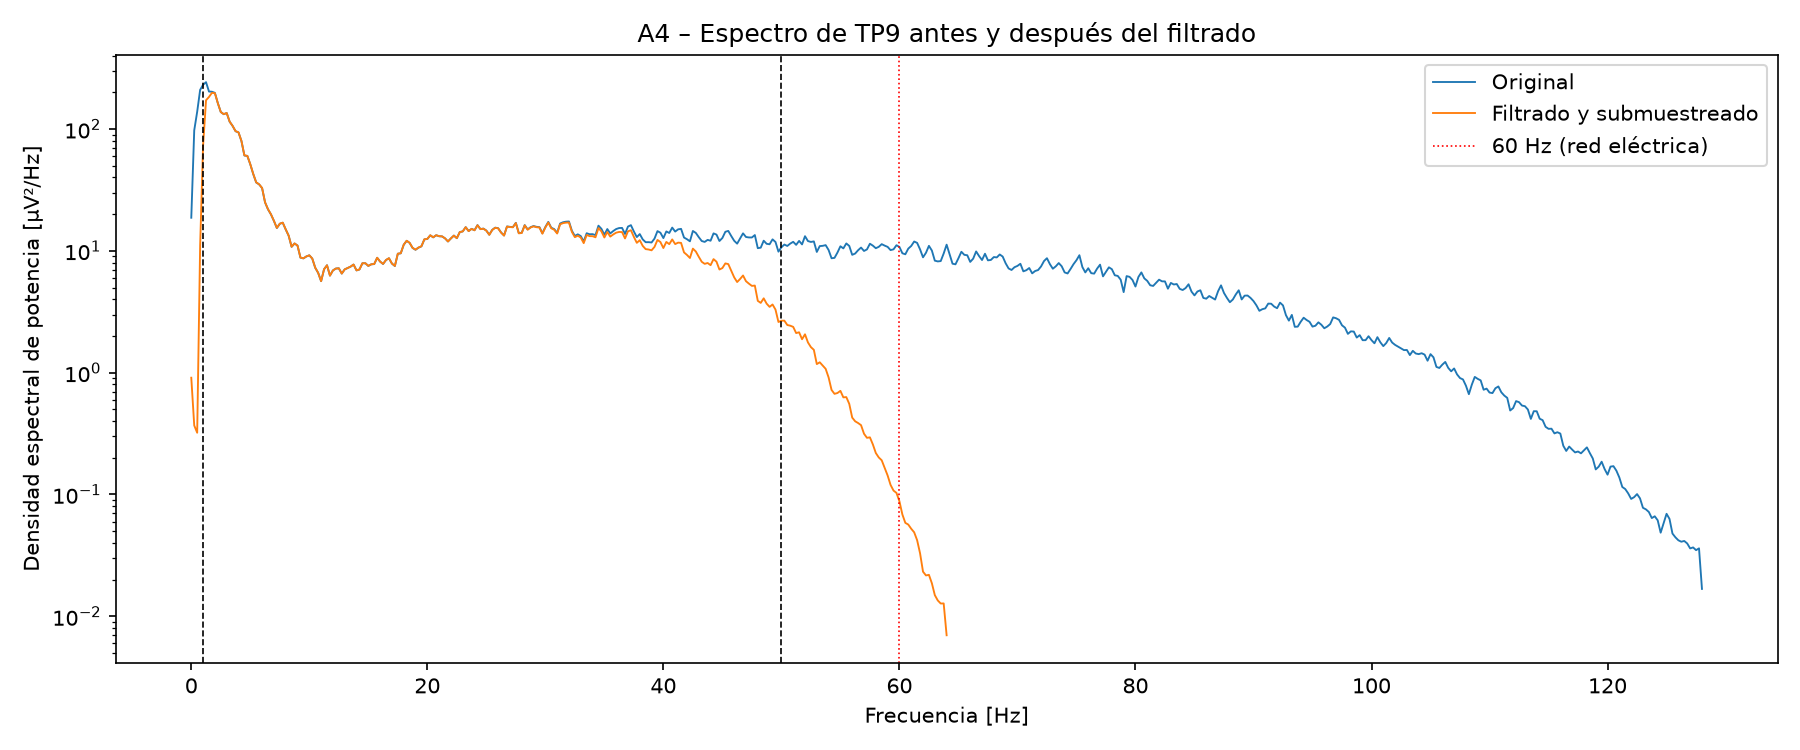 A4 – Espectro de TP9 antes y después del filtrado
Original
Filtrado y submuestreado
60 Hz (red eléctrica)
Densidad espectral de potencia [µV²/Hz]
10²
10¹
10⁰
10⁻¹
10⁻²
0 20 40 60 80 100 120
Frecuencia [Hz]